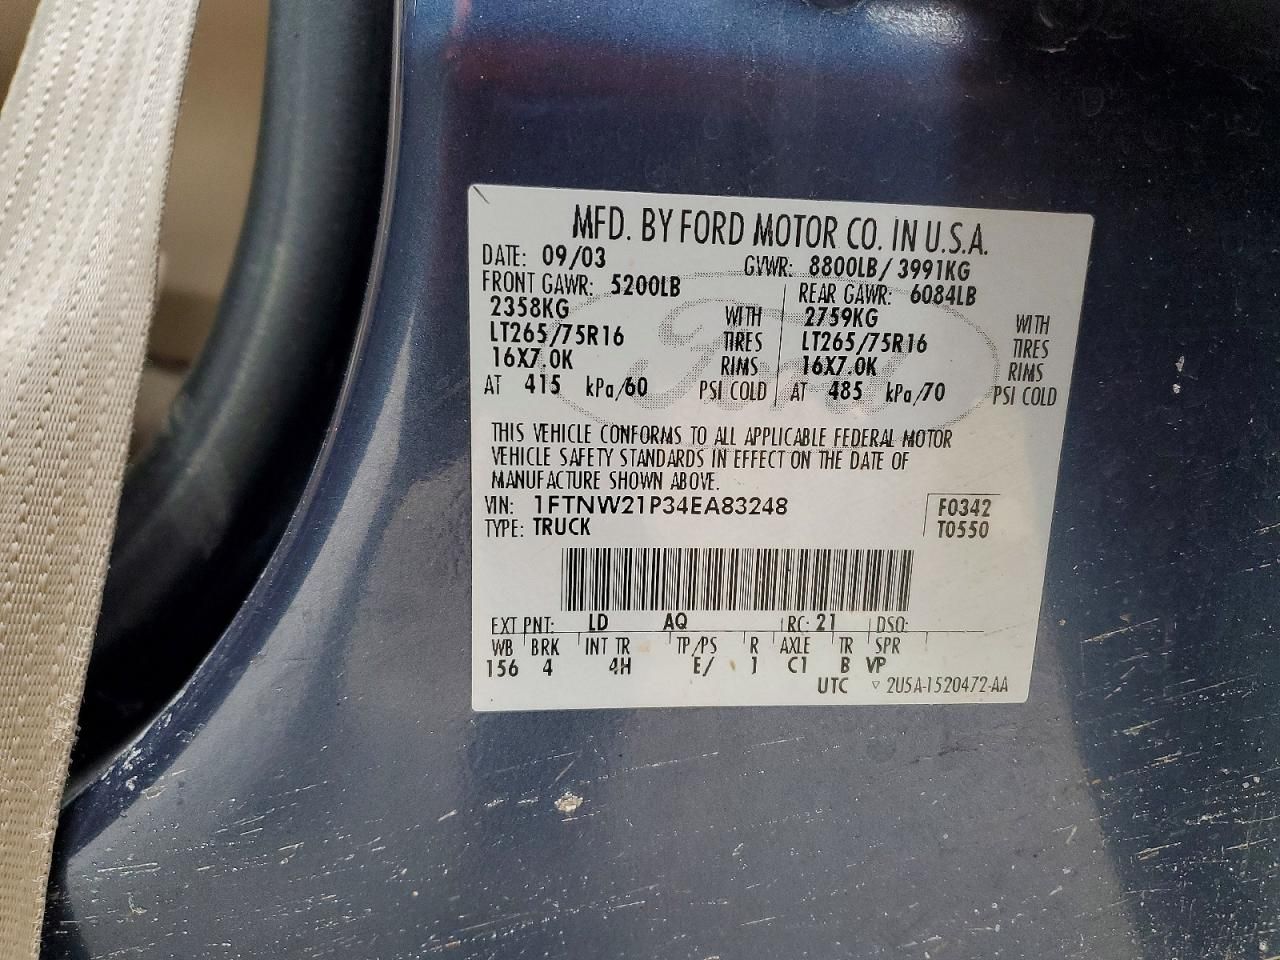 MFD. BY FORD MOTOR CO. IN U.S.A.
DATE: 09/03 GVWR: 8800LB/ 3991KG
FRONT GAWR: 5200LB REAR GAWR: 6084LB
2358KG WITH 2759KG WITH
LT265/75R16 TIRES LT265/75R16 TIRES
16X7.0K RIMS 16X7.0K RIMS
AT 415 kPa/60 PSI COLD AT 485 kPa/70 PSI COLD
Ford
THIS VEHICLE CONFORMS TO ALL APPLICABLE FEDERAL MOTOR
VEHICLE SAFETY STANDARDS IN EFFECT ON THE DATE OF
MANUFACTURE SHOWN ABOVE.
VIN: 1FTNW21P34EA83248 F0342
TYPE: TRUCK T0550
EXT PNT: LD AQ RC: 21 DSO:
WB BRK INT TR TP/PS R AXLE TR SPR
156 4 4H E/ J C1 B VP
UTC ▽ 2U5A-1520472-AA